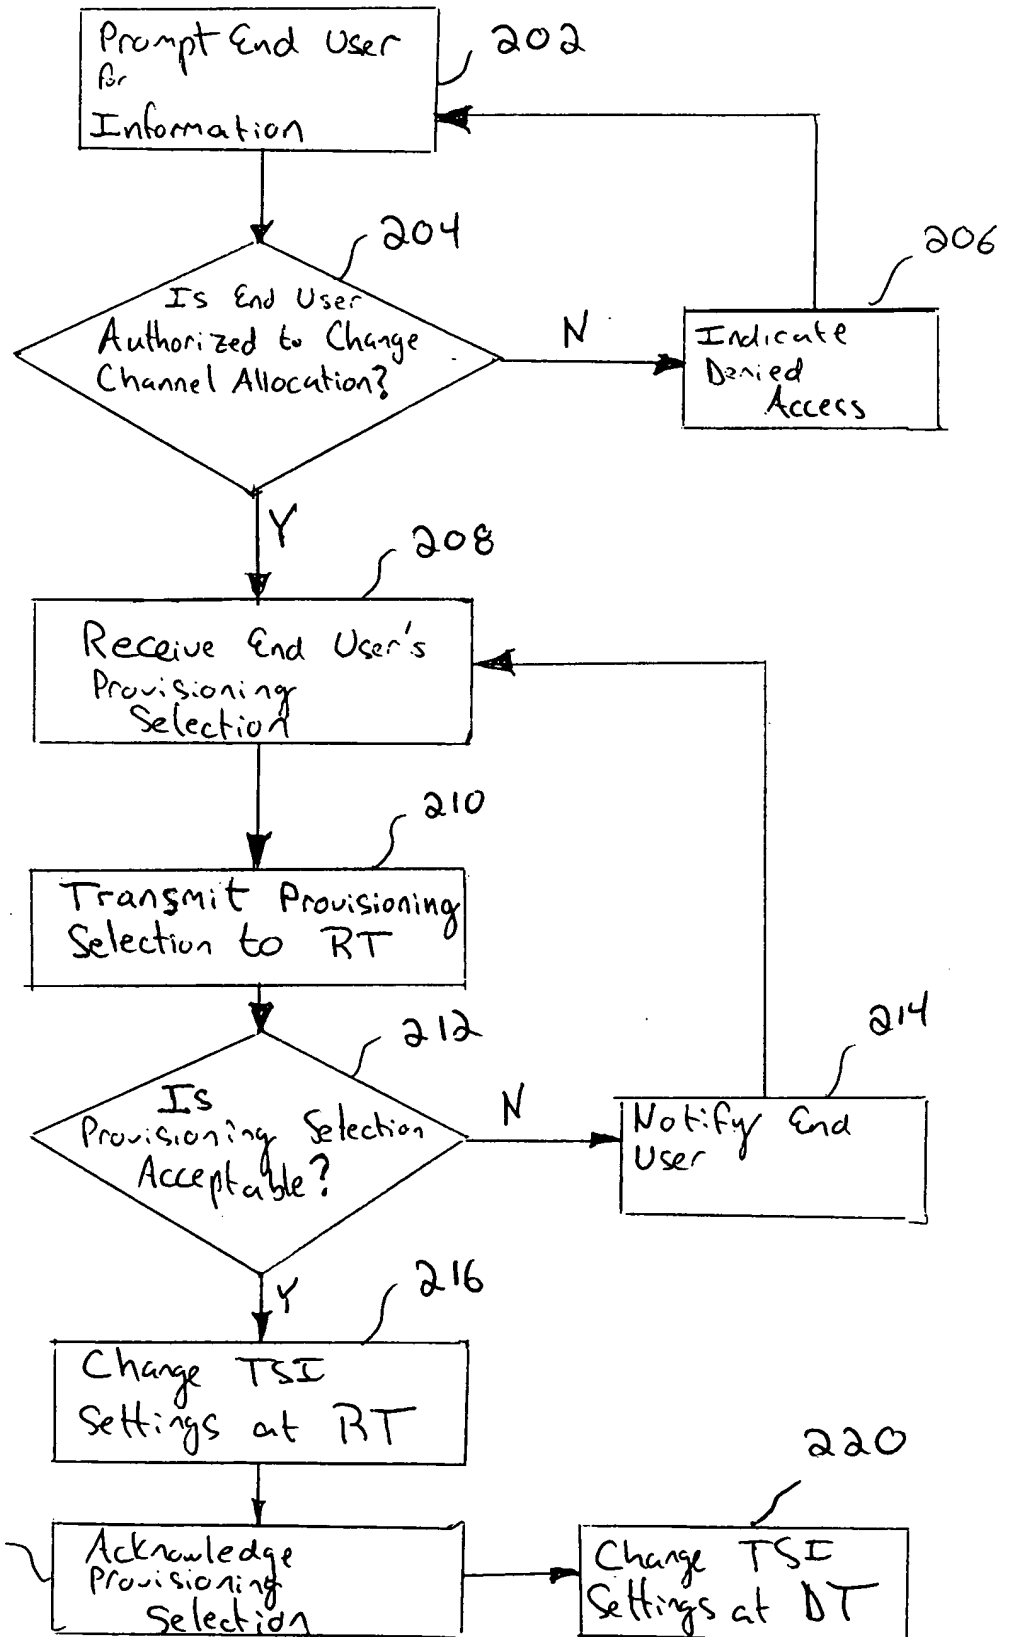 Prompt End User
for
Information
202
204
Is End User
Authorized to Change
Channel Allocation?
N
206
Indicate
Denied
Access
Y
208
Receive End User's
Provisioning
Selection
210
Transmit Provisioning
Selection to RT
212
Is
Provisioning Selection
Acceptable?
N
214
Notify End
User
Y
216
Change TSI
Settings at RT
Acknowledge
Provisioning
Selection
220
Change TSI
Settings at DT